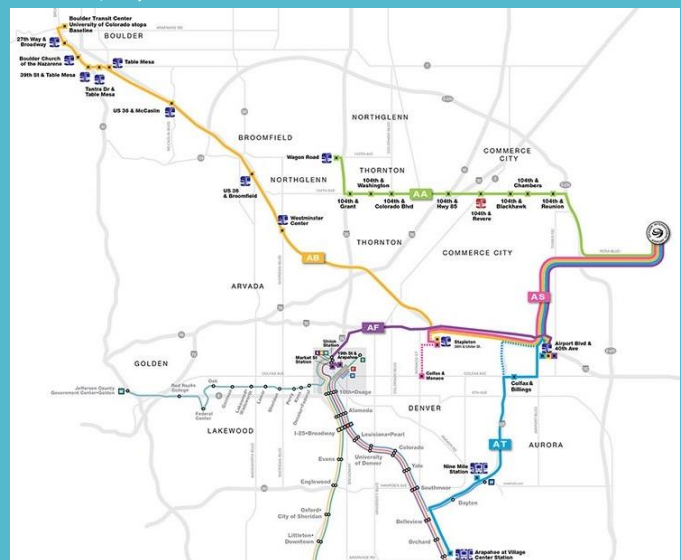 Boulder Transit Center
University of Colorado stops
Baseline
BOULDER
27th Way &
Broadway
Boulder Church
of the Nazarene
Table Mesa
39th St & Table Mesa
Tantra Dr &
Table Mesa
US 36 & McCaslin
NORTHGLENN
BROOMFIELD
Wagon Road
COMMERCE
CITY
THORNTON
NORTHGLENN
US 36
& Broomfield
104th &
Washington
AA
104th &
Chambers
104th &
Grant
104th &
Colorado Blvd
104th &
Hwy 85
104th &
Revere
104th &
Blackhawk
104th &
Reunion
Westminster
Center
THORNTON
COMMERCE CITY
AB
ARVADA
AS
AF
Union
Station
Market St
Station
19th St &
Stapleton
Airport Blvd &
40th Ave
GOLDEN
Colfax &
Monaco
Colfax &
Billings
Jefferson County
Government Center•Golden
Red Rocks
College
Oak
Federal
Center
Lamar
Sheridan
Perry
Knox
10th•Osage
DENVER
Alameda
LAKEWOOD
I-25•Broadway
Louisiana•Pearl
University
of Denver
Colorado
AT
AURORA
Evans
Yale
Nine Mile
Station
Englewood
Southmoor
Dayton
Oxford•
City of Sheridan
Belleview
Littleton•
Downtown
Orchard
Arapahoe at Village
Center Station